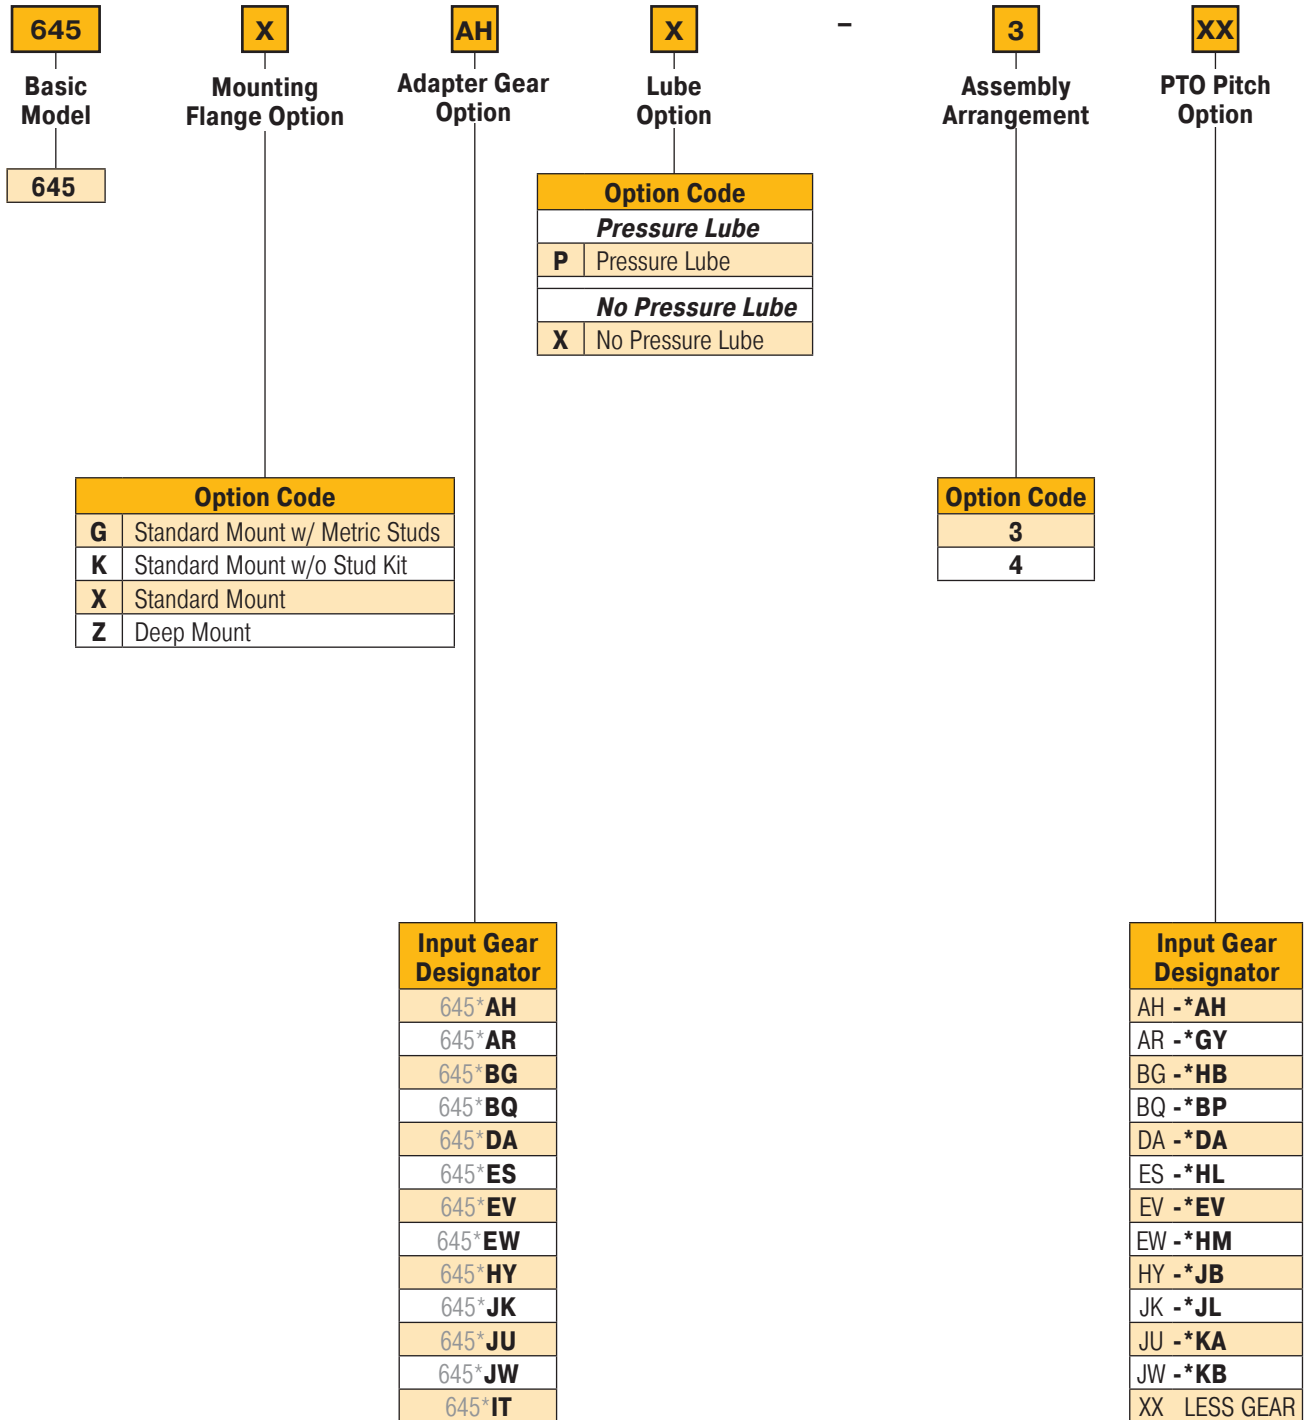 645 X AH X – 3 XX
Basic
Model
Mounting
Flange Option
Adapter Gear
Option
Lube
Option
Assembly
Arrangement
PTO Pitch
Option
645
Option Code
Pressure Lube
P Pressure Lube
No Pressure Lube
X No Pressure Lube
Option Code
G Standard Mount w/ Metric Studs
K Standard Mount w/o Stud Kit
X Standard Mount
Z Deep Mount
Option Code
3
4
Input Gear
Designator
645*AH
645*AR
645*BG
645*BQ
645*DA
645*ES
645*EV
645*EW
645*HY
645*JK
645*JU
645*JW
645*IT
Input Gear
Designator
AH -*AH
AR -*GY
BG -*HB
BQ -*BP
DA -*DA
ES -*HL
EV -*EV
EW -*HM
HY -*JB
JK -*JL
JU -*KA
JW -*KB
XX LESS GEAR